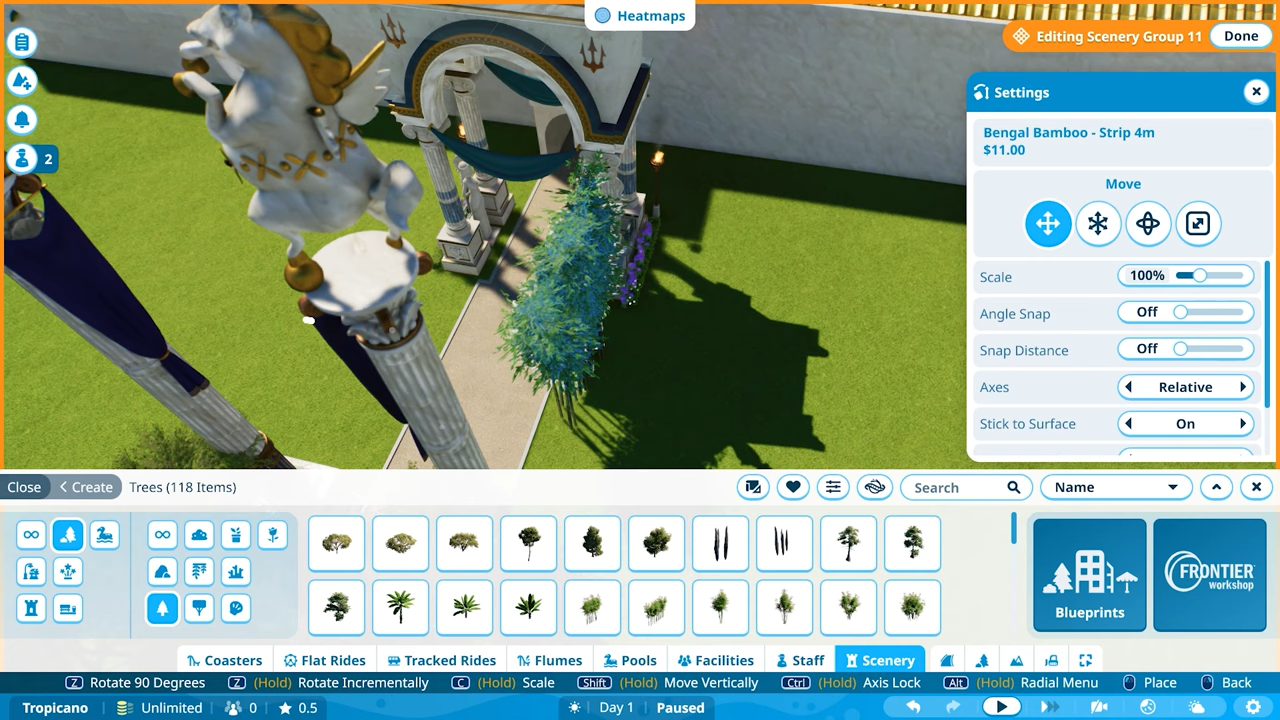 Heatmaps
Editing Scenery Group 11
Done
Settings
Bengal Bamboo - Strip 4m
$11.00
Move
Scale
100%
Angle Snap
Off
Snap Distance
Off
Axes
Relative
Stick to Surface
On
2
Close
Create
Trees (118 Items)
Search
Name
Blueprints
FRONTIER
workshop
Coasters
Flat Rides
Tracked Rides
Flumes
Pools
Facilities
Staff
Scenery
Z Rotate 90 Degrees
Z (Hold) Rotate Incrementally
C (Hold) Scale
Shift (Hold) Move Vertically
Ctrl (Hold) Axis Lock
Alt (Hold) Radial Menu
Place
Back
Tropicano
Unlimited
0
0.5
Day 1
Paused